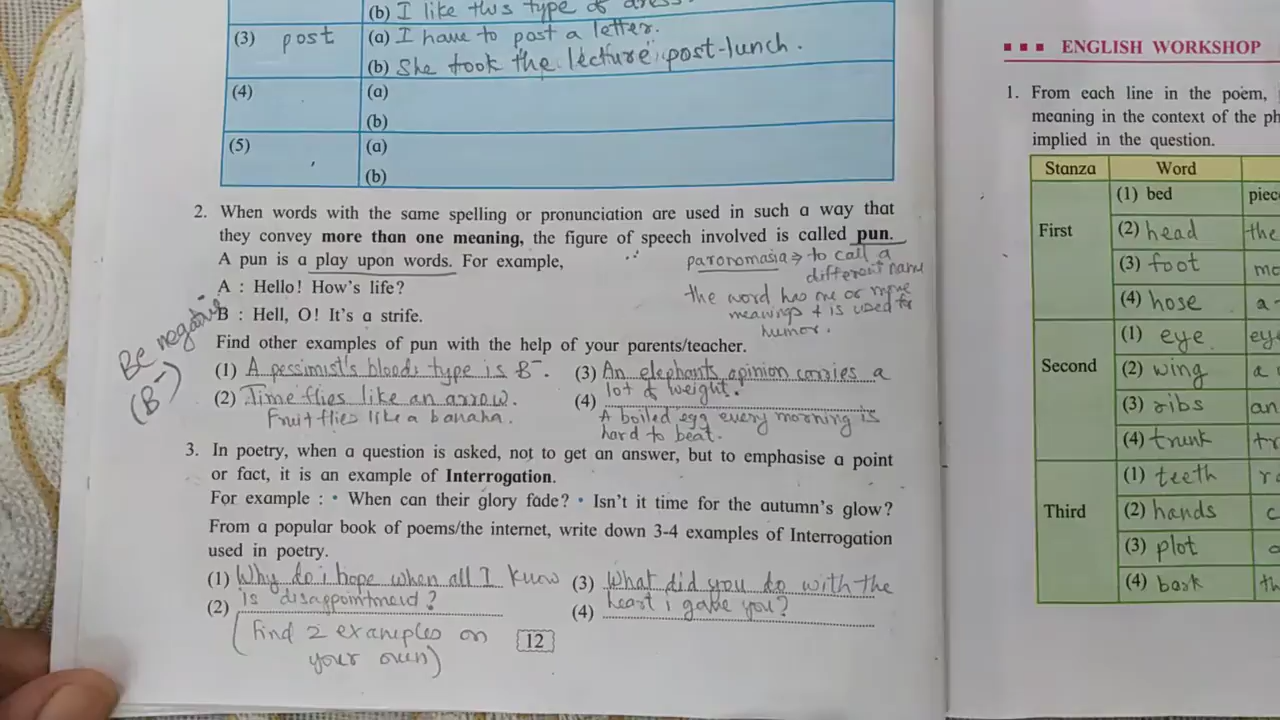 (b) I like this type of dress.
(3) post (a) I have to post a letter.
(b) She took the lecture post-lunch.
(4) (a)
(b)
(5) (a)
(b)
2. When words with the same spelling or pronunciation are used in such a way that
they convey more than one meaning, the figure of speech involved is called pun.
A pun is a play upon words. For example,
paronomasia → to call a
different name
the word has one or more
meanings & is used for
humor.
A : Hello! How's life?
B : Hell, O! It's a strife.
Be negative
(B⁻)
Find other examples of pun with the help of your parents/teacher.
(1) A pessimist's blood type is B⁻.
(2) Time flies like an arrow.
Fruit flies like a banana.
(3) An elephants opinion carries a
lot of weight.
(4)
A boiled egg every morning is
hard to beat.
3. In poetry, when a question is asked, not to get an answer, but to emphasise a point
or fact, it is an example of Interrogation.
For example : • When can their glory fade? • Isn't it time for the autumn's glow?
From a popular book of poems/the internet, write down 3-4 examples of Interrogation
used in poetry.
(1) Why do i hope when all I know
is disappointment?
(2)
(Find 2 examples on
your own)
(3) What did you do with the
heart i gave you?
(4)
12
ENGLISH WORKSHOP
1. From each line in the poem,
meaning in the context of the ph
implied in the question.
Stanza Word
First (1) bed piec
(2) head the
(3) foot mo
(4) hose a
Second (1) eye eye
(2) wing a
(3) ribs an
(4) trunk tr
Third (1) teeth r
(2) hands c
(3) plot a
(4) bark th